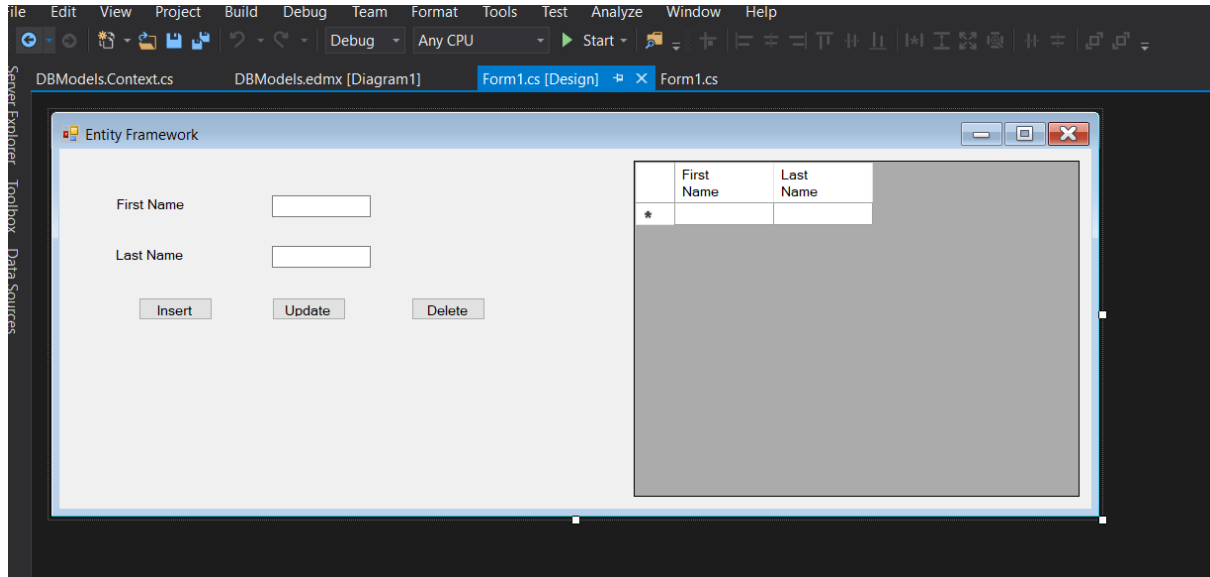 File Edit View Project Build Debug Team Format Tools Test Analyze Window Help
Debug Any CPU Start
DBModels.Context.cs DBModels.edmx [Diagram1] Form1.cs [Design] Form1.cs
Server Explorer
Toolbox
Data Sources
Entity Framework
First Name
Last Name
Insert Update Delete
First Name
Last Name
*